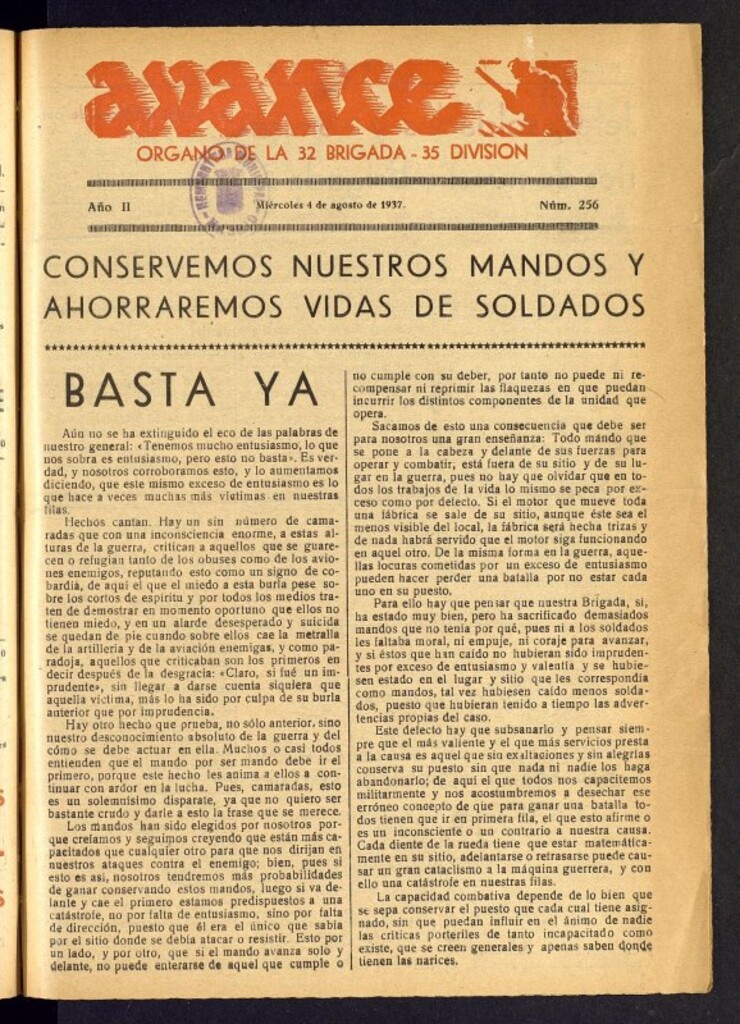 avance
ORGANO DE LA 32 BRIGADA - 35 DIVISION
Año II Miércoles 4 de agosto de 1937. Núm. 256
CONSERVEMOS NUESTROS MANDOS Y
AHORRAREMOS VIDAS DE SOLDADOS
BASTA YA
Aún no se ha extinguido el eco de las palabras de
nuestro general: «Tenemos mucho entusiasmo, lo que
nos sobra es entusiasmo, pero esto no basta». Es ver-
dad, y nosotros corroboramos esto, y lo aumentamos
diciendo, que este mismo exceso de entusiasmo es lo
que hace a veces muchas más víctimas en nuestras
filas.
Hechos cantan. Hay un sin número de cama-
radas que con una inconsciencia enorme, a estas al-
turas de la guerra, critican a aquellos que se guare-
cen o refugian tanto de los obuses como de los avio-
nes enemigos, reputando esto como un signo de co-
bardia, de aquí el que el miedo a esta burla pese so-
bre los cortos de espíritu y por todos los medios tra-
ten de demostrar en momento oportuno que ellos no
tienen miedo, y en un alarde desesperado y suicida
se quedan de pie cuando sobre ellos cae la metralla
de la artillería y de la aviación enemigas, y como pa-
radoja, aquellos que criticaban son los primeros en
decir después de la desgracia: «Claro, si fué un im-
prudente», sin llegar a darse cuenta siquiera que
aquella víctima, más lo ha sido por culpa de su burla
anterior que por imprudencia.
Hay otro hecho que prueba, no sólo anterior, sino
nuestro desconocimiento absoluto de la guerra y del
cómo se debe actuar en ella. Muchos o casi todos
entienden que el mando por ser mando debe ir el
primero, porque este hecho les anima a ellos a con-
tinuar con ardor en la lucha. Pues, camaradas, esto
es un solemnísimo disparate, ya que no quiero ser
bastante crudo y darle a esto la frase que se merece.
Los mandos han sido elegidos por nosotros por-
que creíamos y seguimos creyendo que están más ca-
pacitados que cualquier otro para que nos dirijan en
nuestros ataques contra el enemigo; bien, pues si
esto es así, nosotros tendremos más probabilidades
de ganar conservando estos mandos, luego si va de-
lante y cae el primero estamos predispuestos a una
catástrofe, no por falta de entusiasmo, sino por falta
de dirección, puesto que él era el único que sabía
por el sitio donde se debía atacar o resistir. Esto por
un lado, y por otro, que si el mando avanza solo y
delante, no puede enterarse de aquel que cumple o
no cumple con su deber, por tanto no puede ni re-
compensar ni reprimir las flaquezas en que puedan
incurrir los distintos componentes de la unidad que
opera.
Sacamos de esto una consecuencia que debe ser
para nosotros una gran enseñanza: Todo mando que
se pone a la cabeza y delante de sus fuerzas para
operar y combatir, está fuera de su sitio y de su lu-
gar en la guerra, pues no hay que olvidar que en to-
dos los trabajos de la vida lo mismo se peca por ex-
ceso como por defecto. Si el motor que mueve toda
una fábrica se sale de su sitio, aunque éste sea el
menos visible del local, la fábrica será hecha trizas y
de nada habrá servido que el motor siga funcionando
en aquel otro. De la misma forma en la guerra, aque-
llas locuras cometidas por un exceso de entusiasmo
pueden hacer perder una batalla por no estar cada
uno en su puesto.
Para ello hay que pensar que nuestra Brigada, si,
ha estado muy bien, pero ha sacrificado demasiados
mandos que no tenía por qué, pues ni a los soldados
les faltaba moral, ni empuje, ni coraje para avanzar,
y si éstos que han caído no hubieran sido impruden-
tes por exceso de entusiasmo y valentía y se hubie-
sen estado en el lugar y sitio que les correspondía
como mandos, tal vez hubiesen caído menos solda-
dos, puesto que hubieran tenido a tiempo las adver-
tencias propias del caso.
Este defecto hay que subsanarlo y pensar siem-
pre que el más valiente y el que más servicios presta
a la causa es aquel que sin exaltaciones y sin alegrías
conserva su puesto sin que nada ni nadie los haga
abandonarlo; de aquí el que todos nos capacitemos
militarmente y nos acostumbremos a desechar ese
erróneo concepto de que para ganar una batalla to-
dos tienen que ir en primera fila, el que esto afirme o
es un inconsciente o un contrario a nuestra causa.
Cada diente de la rueda tiene que estar matemática-
mente en su sitio, adelantarse o retrasarse puede cau-
sar un gran cataclismo a la máquina guerrera, y con
ello una catástrofe en nuestras filas.
La capacidad combativa depende de lo bien que
se sepa conservar el puesto que cada cual tiene asig-
nado, sin que puedan influir en el ánimo de nadie
las críticas porteriles de tanto incapacitado como
existe, que se creen generales y apenas saben donde
tienen las narices.